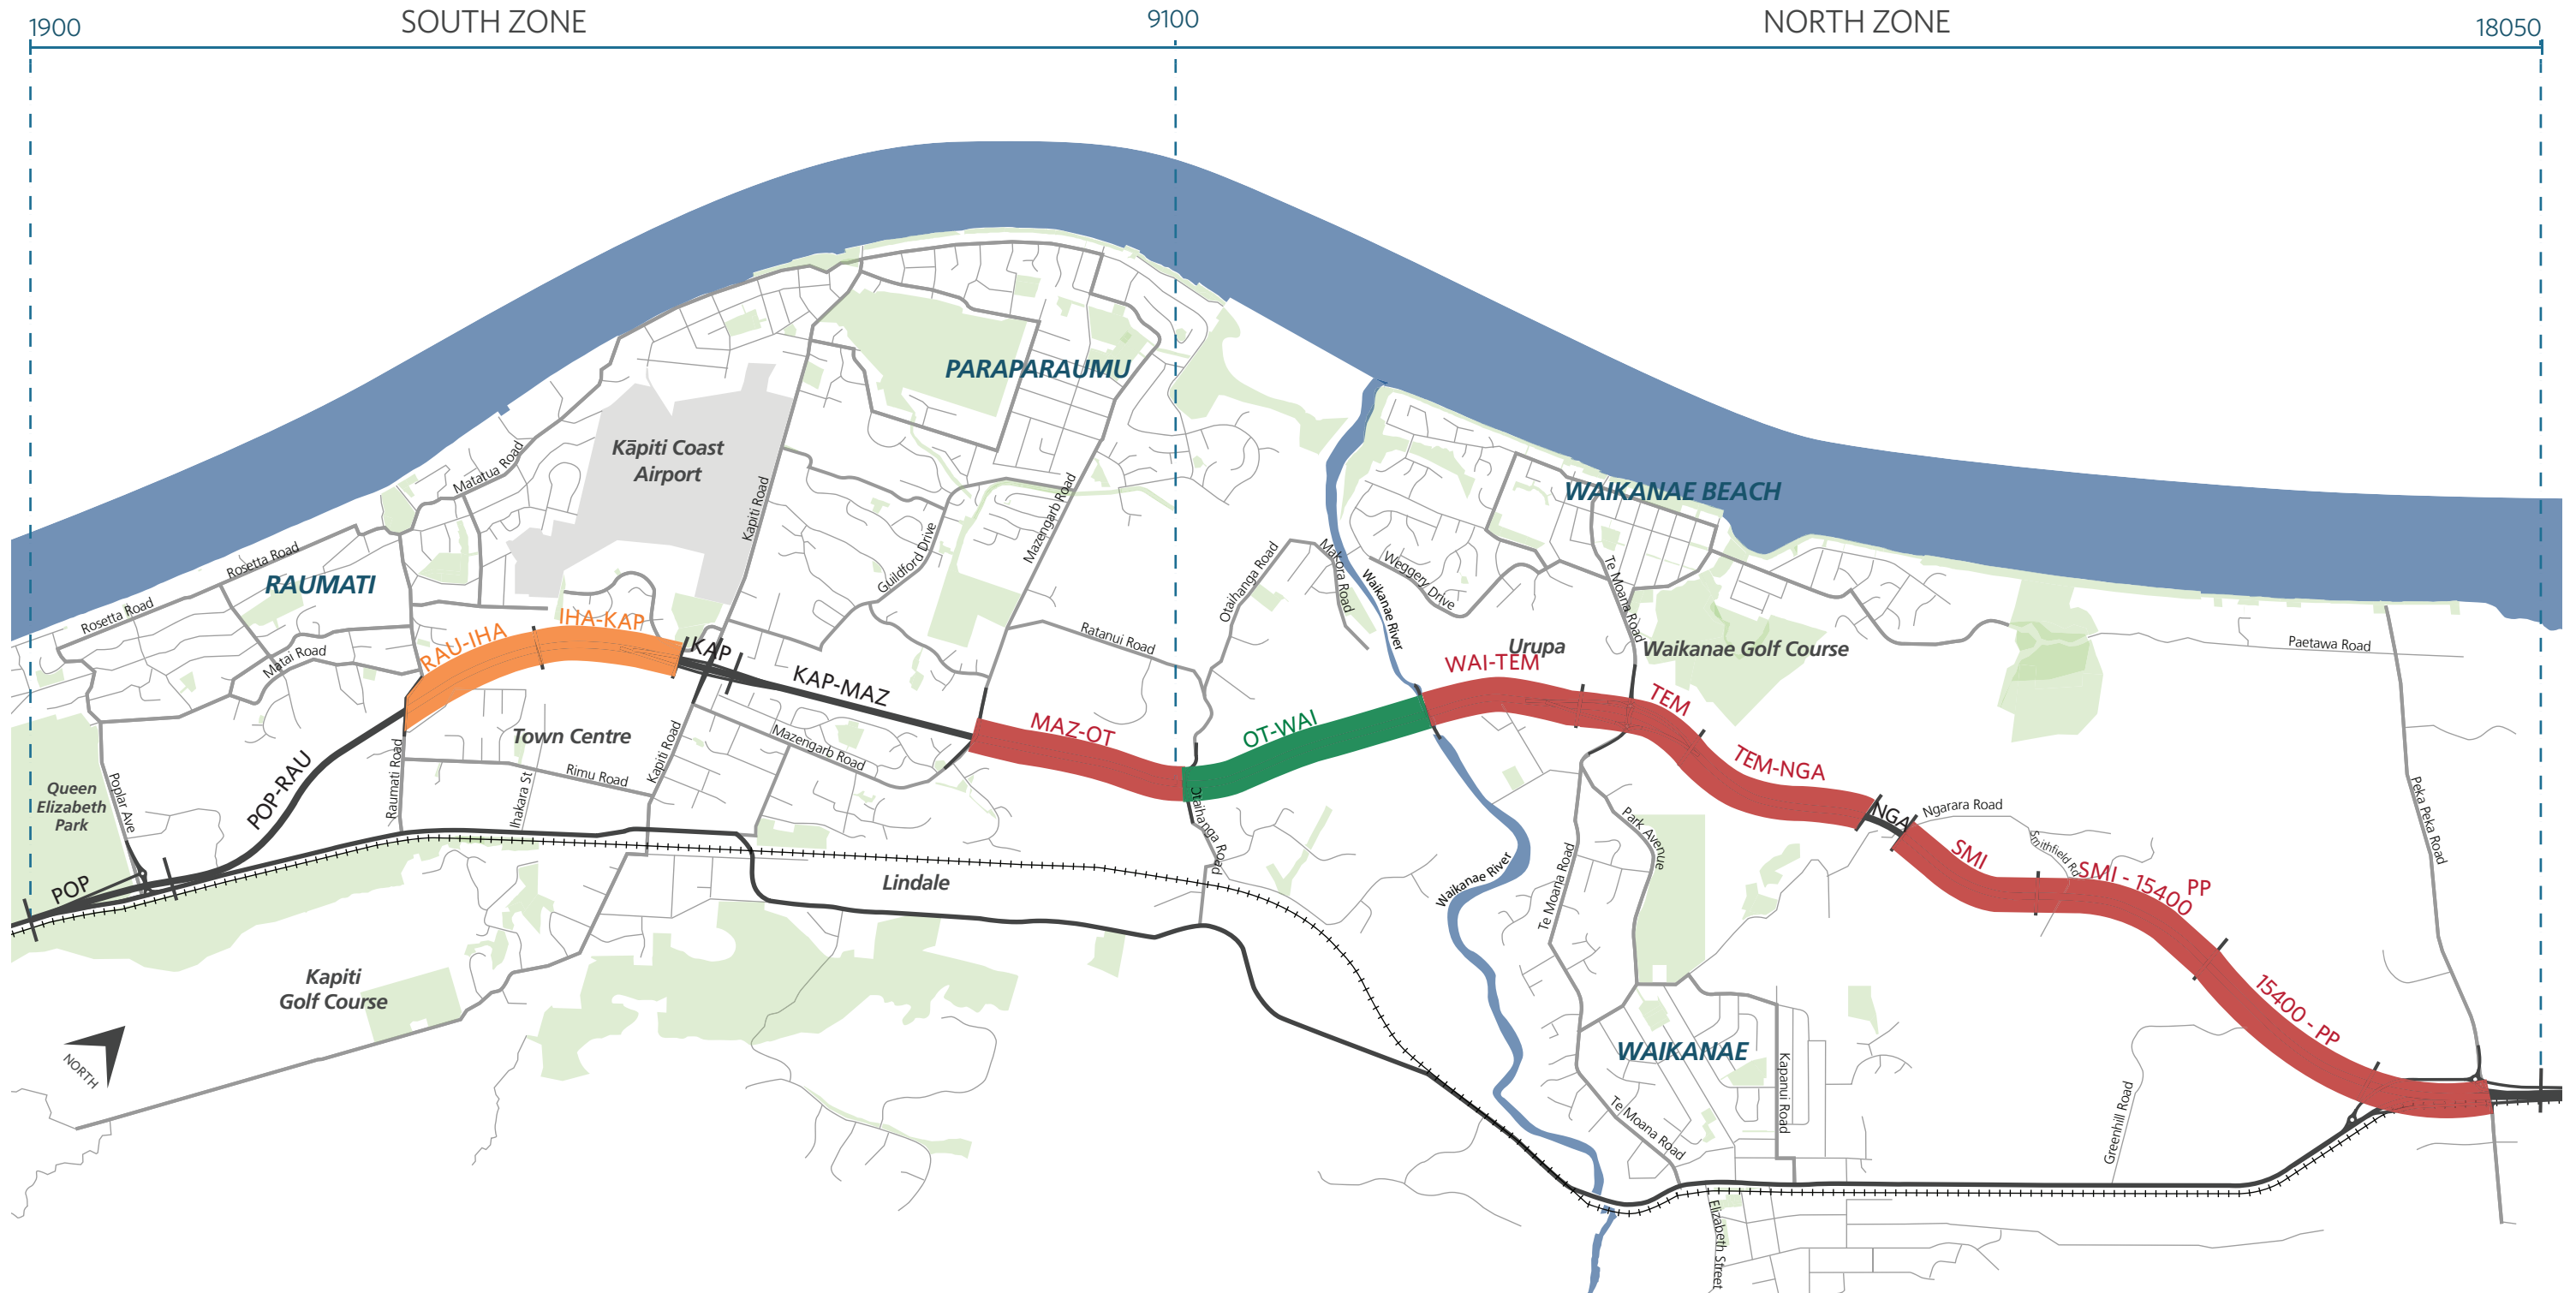 1900
SOUTH ZONE
9100
NORTH ZONE
18050
PARAPARAUMU
Kāpiti Coast
Airport
Matatua Road
Kapiti Road
Mazengarb Road
Guildford Drive
WAIKANAE BEACH
Rosetta Road
RAUMATI
Rosetta Road
Matai Road
Otaihanga Road
Makora Road
Waikanae River
Weggery Drive
Te Moana Road
Ratanui Road
Urupa
Waikanae Golf Course
Paetawa Road
RAU-IHA
IHA-KAP
IKAP
KAP-MAZ
MAZ-OT
OT-WAI
WAI-TEM
TEM
TEM-NGA
NGA
Ngarara Road
Smithfield Rd
SMI
SMI - 15400
PP
15400 - PP
Peka Peka Road
Town Centre
Mazengarb Road
Kapiti Road
Rimu Road
Ihakara St
Raumati Road
POP-RAU
Poplar Ave
Queen
Elizabeth
Park
POP
Otaihanga Road
Lindale
Waikanae River
Te Moana Road
Park Avenue
Kapiti
Golf Course
NORTH
WAIKANAE
Kapanui Road
Te Moana Road
Greenhill Road
Elizabeth Street